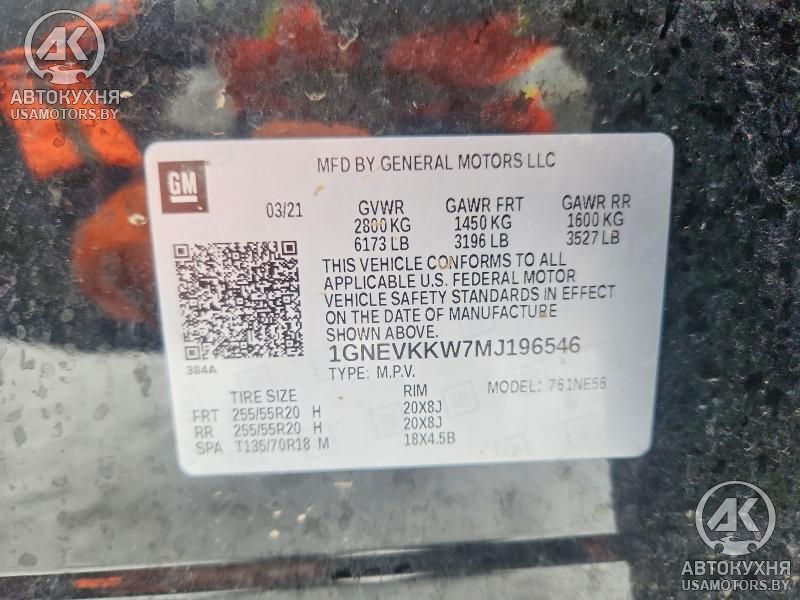 AK
АВТОКУХНЯ
USAMOTORS.BY
GM
MFD BY GENERAL MOTORS LLC
03/21
GVWR GAWR FRT GAWR RR
2800 KG 1450 KG 1600 KG
6173 LB 3196 LB 3527 LB
THIS VEHICLE CONFORMS TO ALL
APPLICABLE U.S. FEDERAL MOTOR
VEHICLE SAFETY STANDARDS IN EFFECT
ON THE DATE OF MANUFACTURE
SHOWN ABOVE.
384A
1GNEVKKW7MJ196546
TYPE: M.P.V.
MODEL: 761NE56
TIRE SIZE RIM
FRT 255/55R20 H 20X8J
RR 255/55R20 H 20X8J
SPA T135/70R18 M 18X4.5B
AK
АВТОКУХНЯ
USAMOTORS.BY